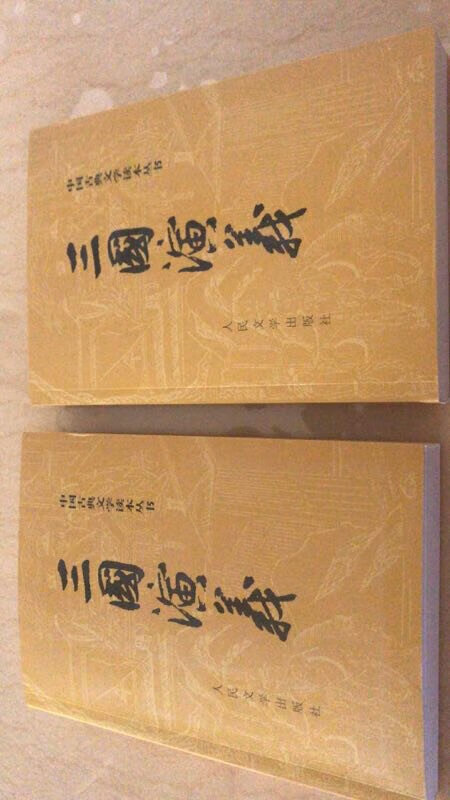 中国古典文学读本丛书
三國演義
人民文学出版社
中国古典文学读本丛书
三國演義
人民文学出版社